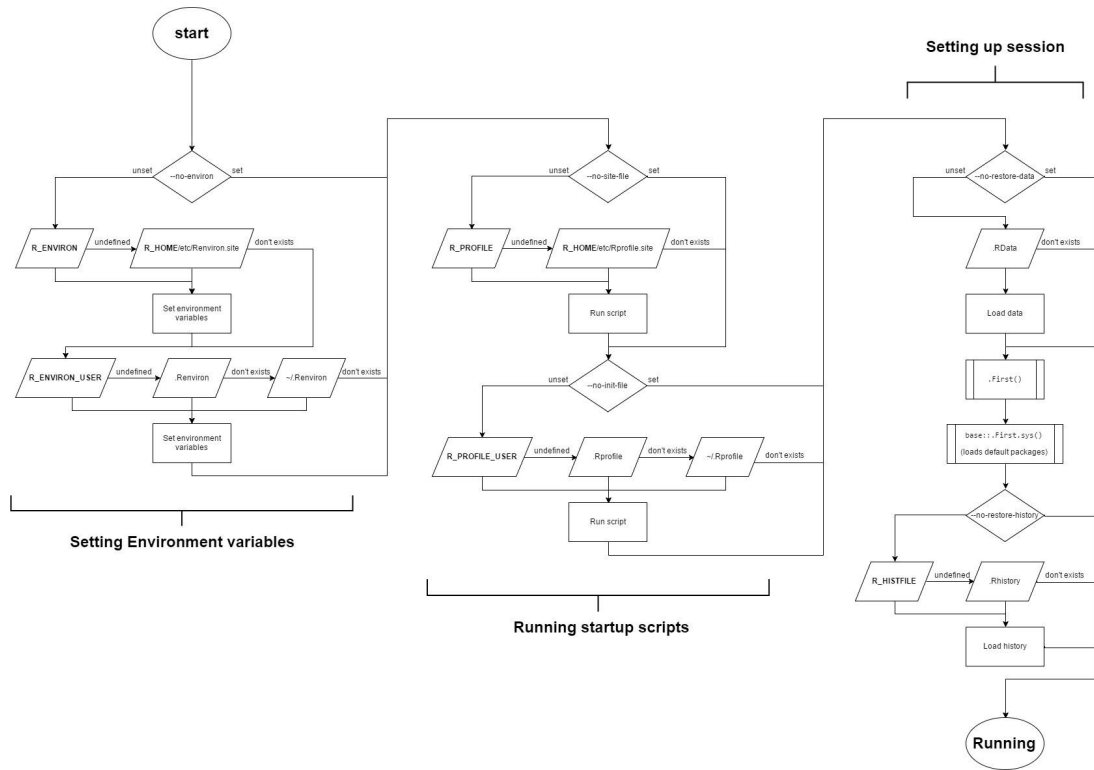 start
Setting up session
unset
--no-environ
set
unset
--no-site-file
set
unset
--no-restore-data
set
R_ENVIRON
undefined
R_HOME/etc/Renviron.site
don't exists
R_PROFILE
undefined
R_HOME/etc/Rprofile.site
don't exists
.RData
don't exists
Set environment
variables
Run script
Load data
R_ENVIRON_USER
undefined
.Renviron
don't exists
~/.Renviron
don't exists
unset
--no-init-file
set
.First()
Set environment
variables
R_PROFILE_USER
undefined
.Rprofile
don't exists
~/.Rprofile
don't exists
base::.First.sys()
(loads default packages)
Run script
--no-restore-history
Setting Environment variables
R_HISTFILE
undefined
.Rhistory
don't exists
Running startup scripts
Load history
Running